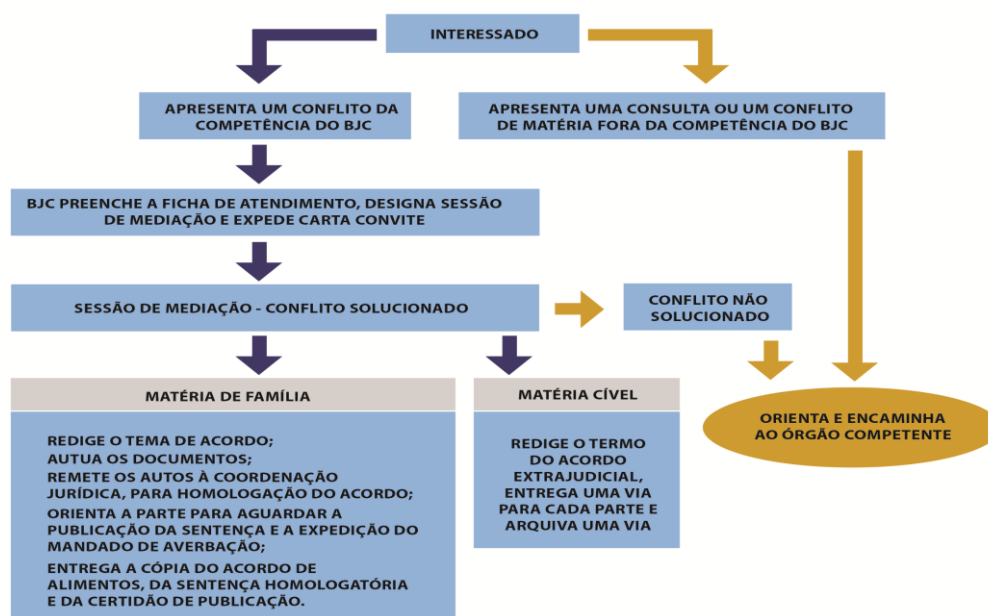 INTERESSADO
APRESENTA UM CONFLITO DA
COMPETÊNCIA DO BJC
APRESENTA UMA CONSULTA OU UM CONFLITO
DE MATÉRIA FORA DA COMPETÊNCIA DO BJC
BJC PREENCHE A FICHA DE ATENDIMENTO, DESIGNA SESSÃO
DE MEDIAÇÃO E EXPEDE CARTA CONVITE
SESSÃO DE MEDIAÇÃO - CONFLITO SOLUCIONADO
CONFLITO NÃO
SOLUCIONADO
MATÉRIA DE FAMÍLIA
REDIGE O TEMA DE ACORDO;
AUTUA OS DOCUMENTOS;
REMETE OS AUTOS À COORDENAÇÃO
JURÍDICA, PARA HOMOLOGAÇÃO DO ACORDO;
ORIENTA A PARTE PARA AGUARDAR A
PUBLICAÇÃO DA SENTENÇA E A EXPEDIÇÃO DO
MANDADO DE AVERBAÇÃO;
ENTREGA A CÓPIA DO ACORDO DE
ALIMENTOS, DA SENTENÇA HOMOLOGATÓRIA
E DA CERTIDÃO DE PUBLICAÇÃO.
MATÉRIA CÍVEL
REDIGE O TERMO
DO ACORDO
EXTRAJUDICIAL,
ENTREGA UMA VIA
PARA CADA PARTE E
ARQUIVA UMA VIA
ORIENTA E ENCAMINHA
AO ÓRGÃO COMPETENTE